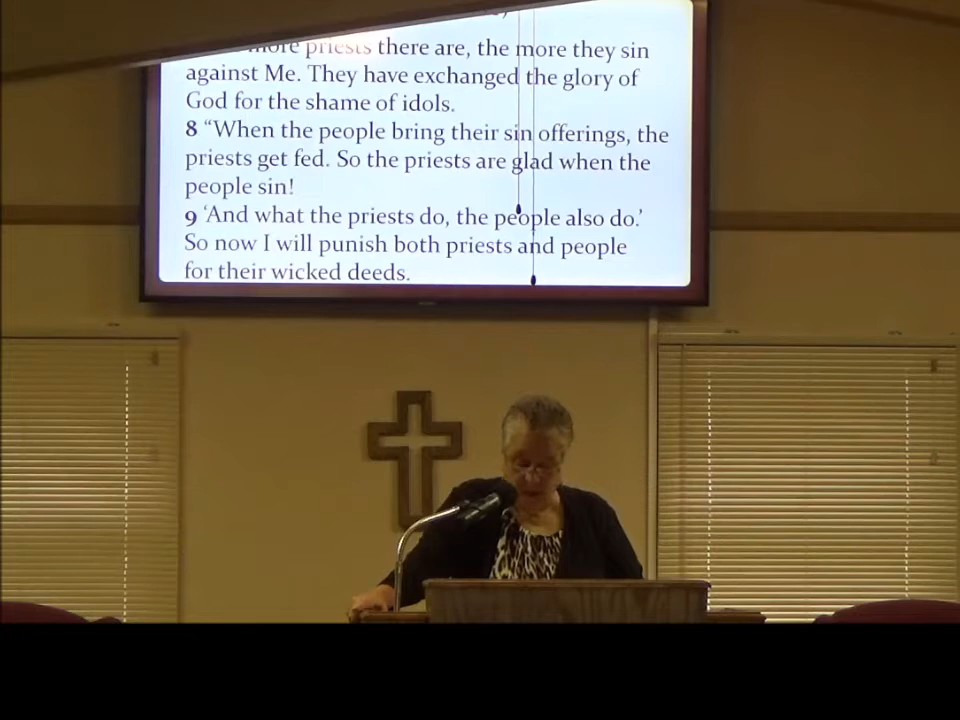 more priests there are, the more they sin
against Me. They have exchanged the glory of
God for the shame of idols.
8 “When the people bring their sin offerings, the
priests get fed. So the priests are glad when the
people sin!
9 ‘And what the priests do, the people also do.’
So now I will punish both priests and people
for their wicked deeds.